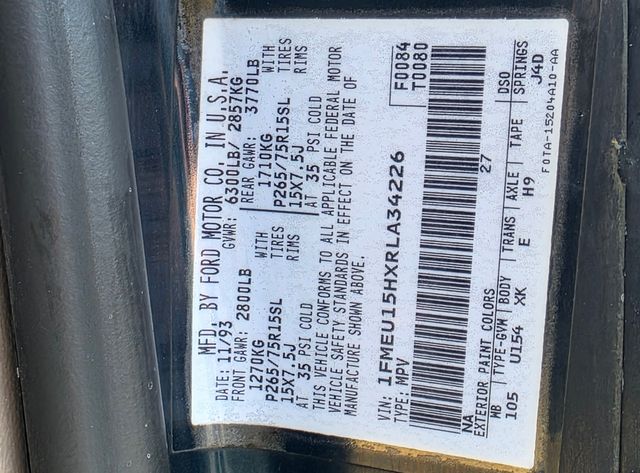 MFD. BY FORD MOTOR CO. IN U.S.A.
DATE: 11/93 GVWR: 6300LB/ 2857KG
FRONT GAWR: 2800LB REAR GAWR: 3770LB
1270KG WITH 1710KG WITH
P265/75R15SL TIRES P265/75R15SL TIRES
15X7.5J RIMS 15X7.5J RIMS
AT 35 PSI COLD AT 35 PSI COLD
THIS VEHICLE CONFORMS TO ALL APPLICABLE FEDERAL MOTOR
VEHICLE SAFETY STANDARDS IN EFFECT ON THE DATE OF
MANUFACTURE SHOWN ABOVE.
VIN: 1FMEU15HXRLA34226 F0084
TYPE: MPV T0080
NA 27
EXTERIOR PAINT COLORS DSO
WB TYPE-GVM BODY TRANS AXLE TAPE SPRINGS
105 U154 XK E H9 J4D
F0TA-15204A10-AA